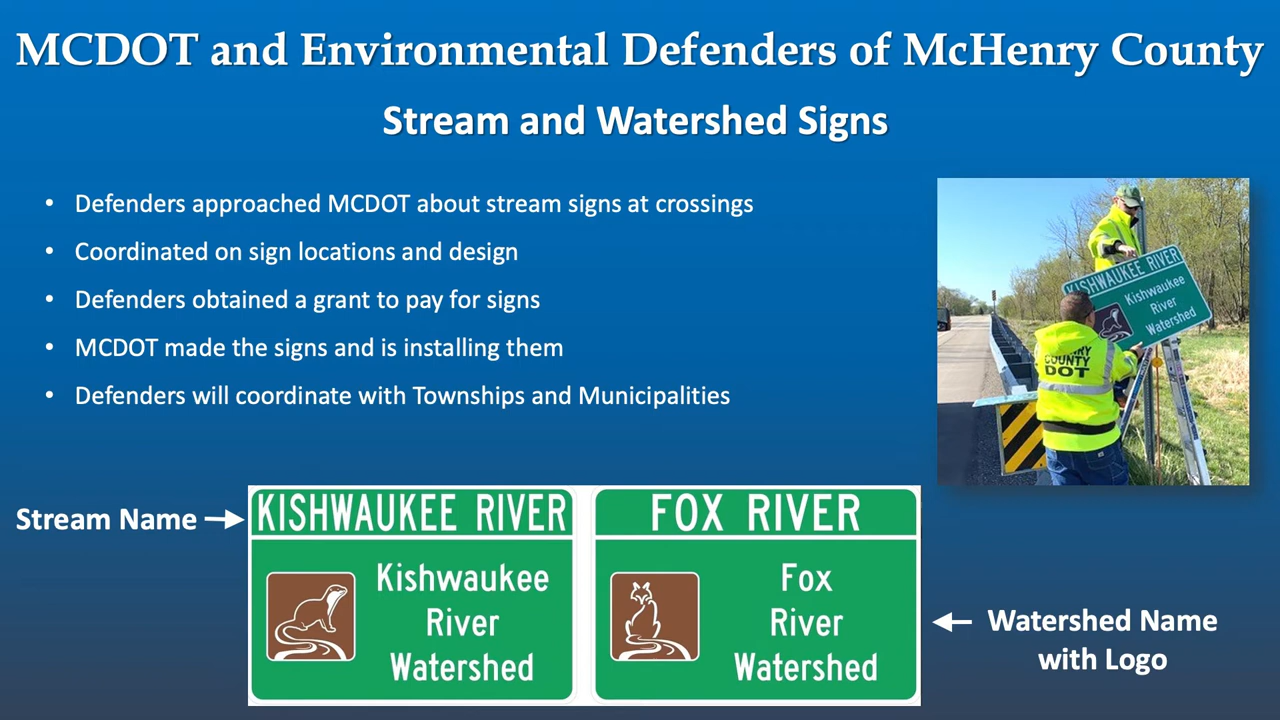 MCDOT and Environmental Defenders of McHenry County
Stream and Watershed Signs
• Defenders approached MCDOT about stream signs at crossings
• Coordinated on sign locations and design
• Defenders obtained a grant to pay for signs
• MCDOT made the signs and is installing them
• Defenders will coordinate with Townships and Municipalities
KISHWAUKEE RIVER
Kishwaukee
River
Watershed
COUNTY
DOT
Stream Name
KISHWAUKEE RIVER
Kishwaukee
River
Watershed
FOX RIVER
Fox
River
Watershed
Watershed Name
with Logo